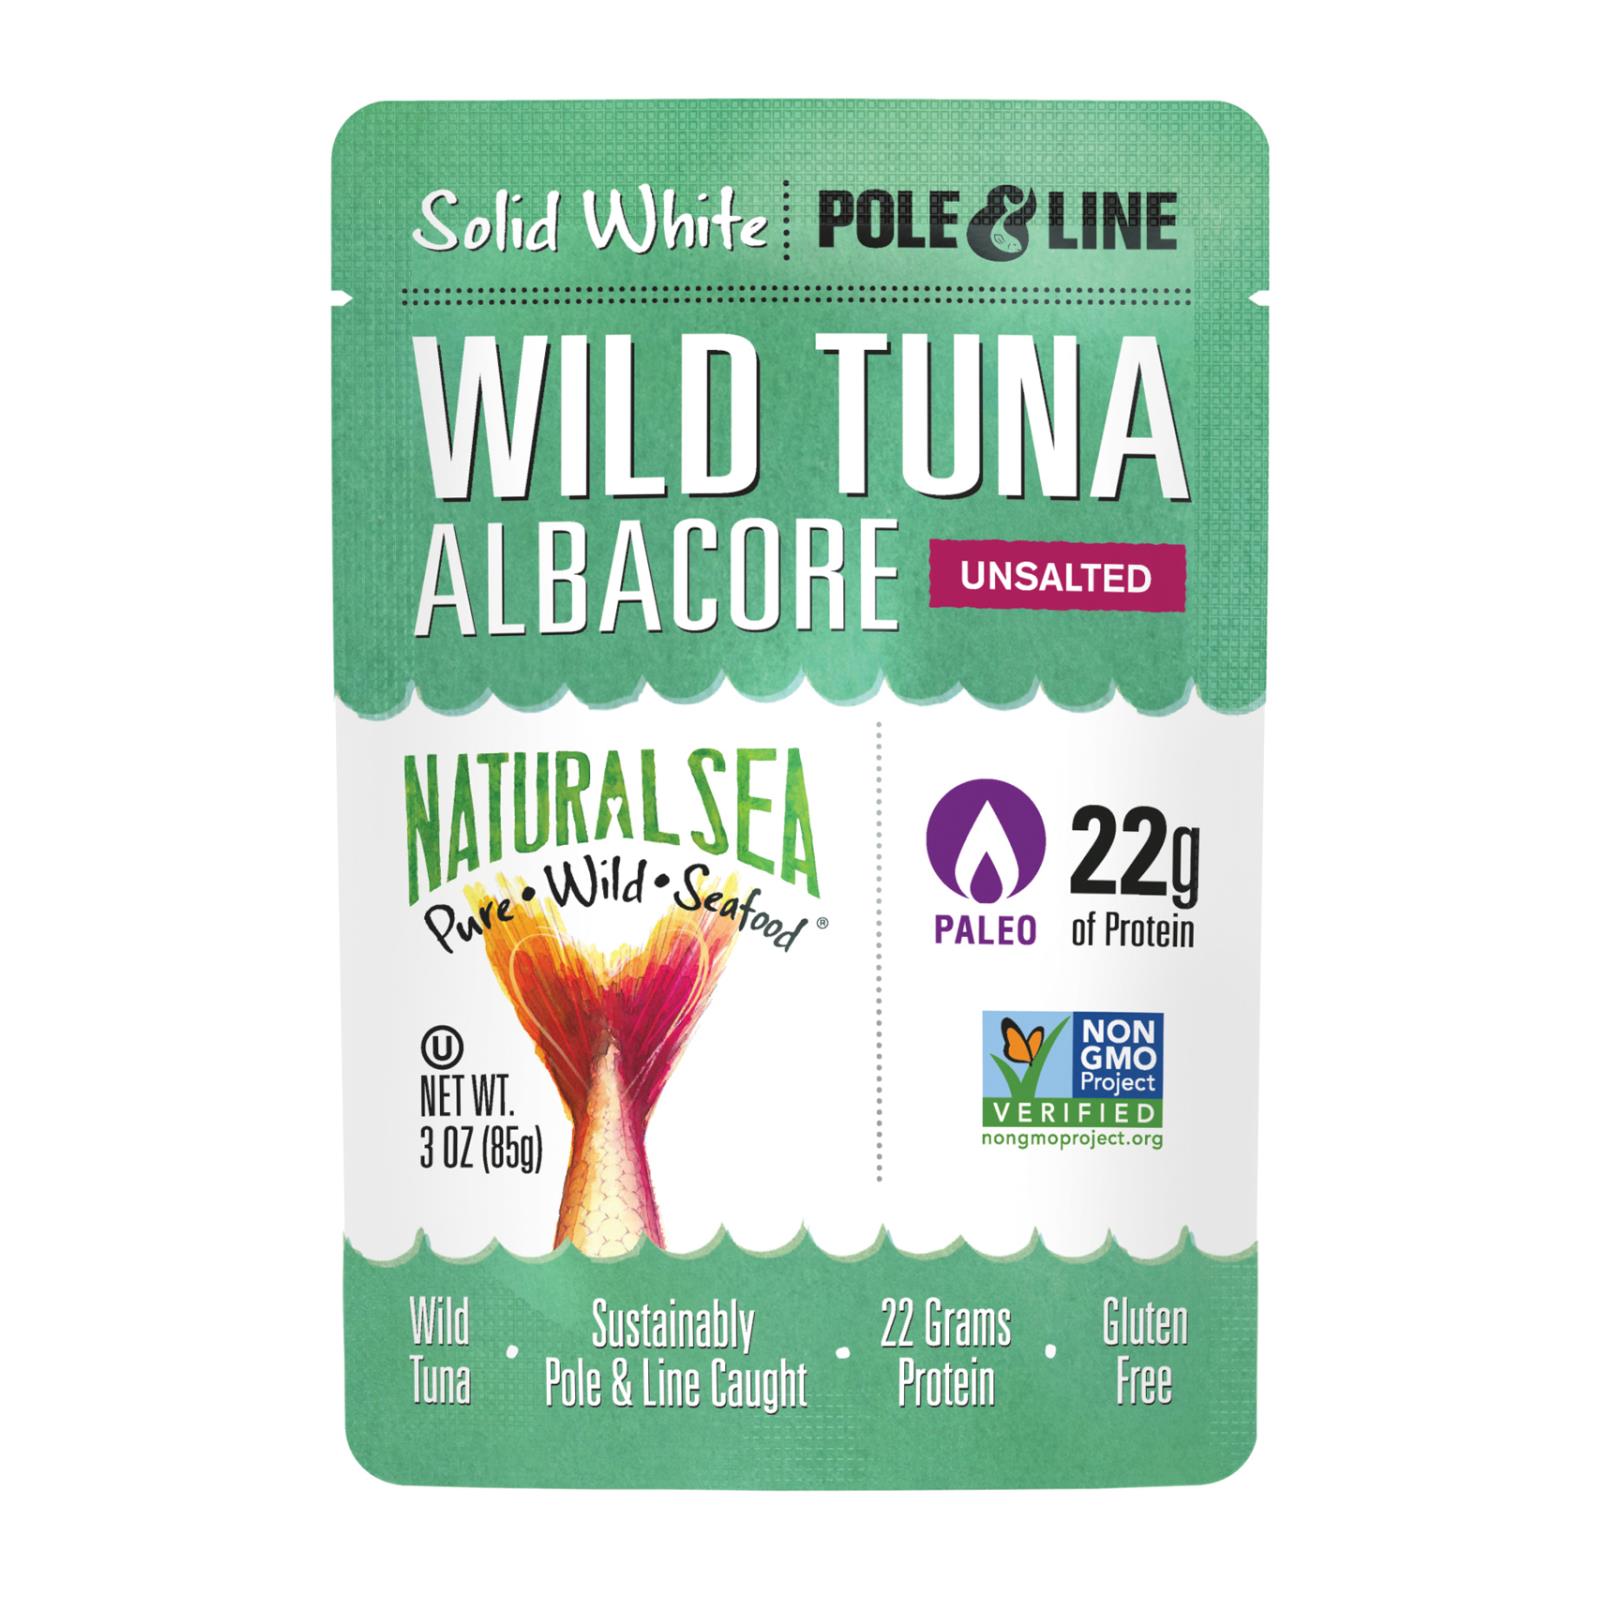 Solid White POLE & LINE
WILD TUNA
ALBACORE
UNSALTED
NATURAL SEA
Pure • Wild • Seafood ®
U
NET WT.
3 OZ (85g)
PALEO
22g
of Protein
NON
GMO
Project
VERIFIED
nongmoproject.org
Wild
Tuna
•
Sustainably
Pole & Line Caught
•
22 Grams
Protein
•
Gluten
Free